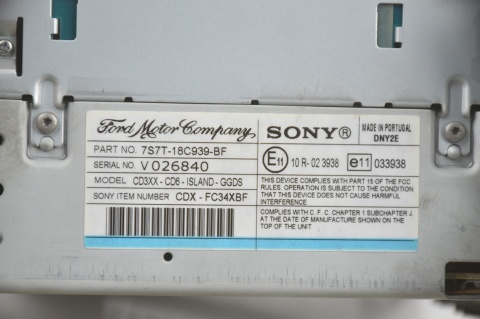 Ford Motor Company
PART NO. 7S7T-18C939-BF
SERIAL NO. V 026840
MODEL CD3XX - CD6 - ISLAND - GGDS
SONY ITEM NUMBER CDX - FC34XBF
SONY®
MADE IN PORTUGAL
DNY2E
E11 10 R- 02 3938 e11 033938
THIS DEVICE COMPLIES WITH PART 15 OF THE FCC
RULES. OPERATION IS SUBJECT TO THE CONDITION
THAT THIS DEVICE DOES NOT CAUSE HARMFUL
INTERFERENCE
COMPLIES WITH C. F. C. CHAPTER 1 SUBCHAPTER J.
AT THE DATE OF MANUFACTURE SHOWN ON THE
TOP OF THE UNIT